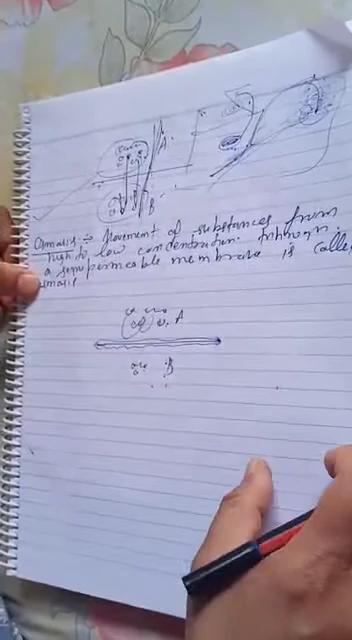 A
B
Osmosis :- Movement of substances from
high to low concentration through
a semipermeable membrane is called
osmosis
A
B